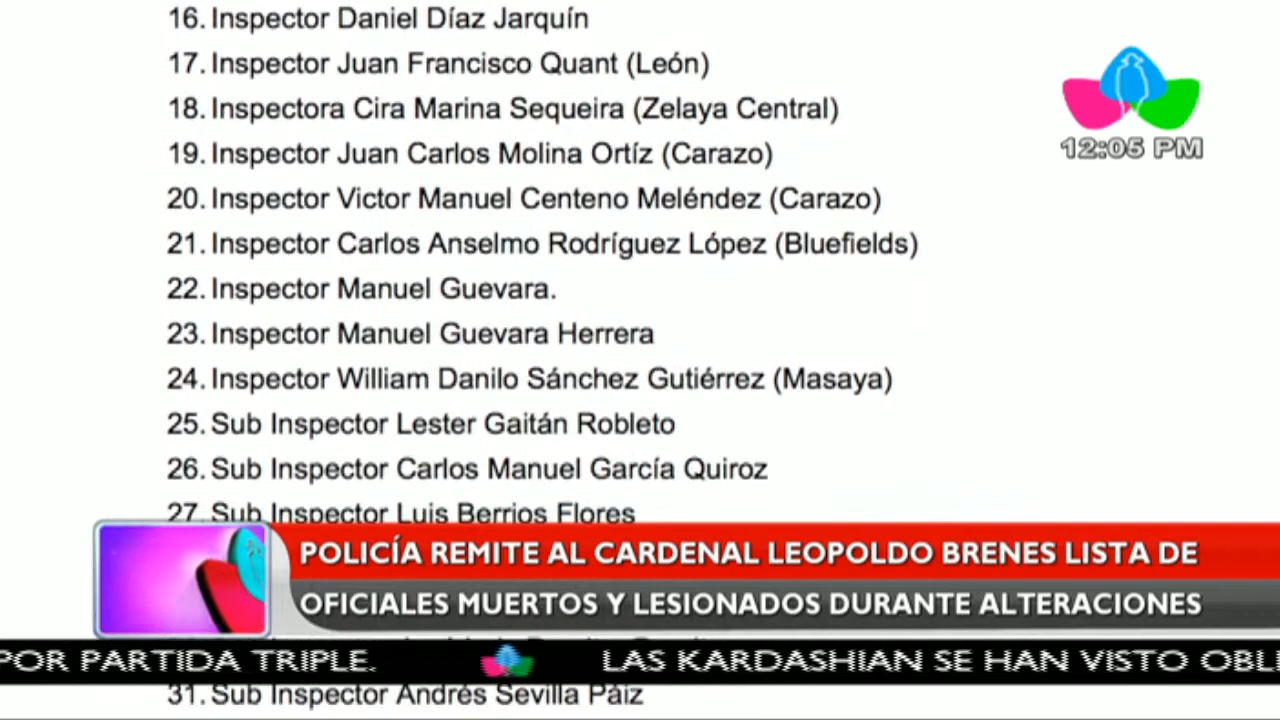 16. Inspector Daniel Díaz Jarquín
17. Inspector Juan Francisco Quant (León)
18. Inspectora Cira Marina Sequeira (Zelaya Central)
19. Inspector Juan Carlos Molina Ortíz (Carazo)
20. Inspector Victor Manuel Centeno Meléndez (Carazo)
21. Inspector Carlos Anselmo Rodríguez López (Bluefields)
22. Inspector Manuel Guevara.
23. Inspector Manuel Guevara Herrera
24. Inspector William Danilo Sánchez Gutiérrez (Masaya)
25. Sub Inspector Lester Gaitán Robleto
26. Sub Inspector Carlos Manuel García Quiroz
27. Sub Inspector Luis Berrios Flores
12:05 PM
POLICÍA REMITE AL CARDENAL LEOPOLDO BRENES LISTA DE
OFICIALES MUERTOS Y LESIONADOS DURANTE ALTERACIONES
POR PARTIDA TRIPLE. LAS KARDASHIAN SE HAN VISTO OBLI
31. Sub Inspector Andrés Sevilla Páiz